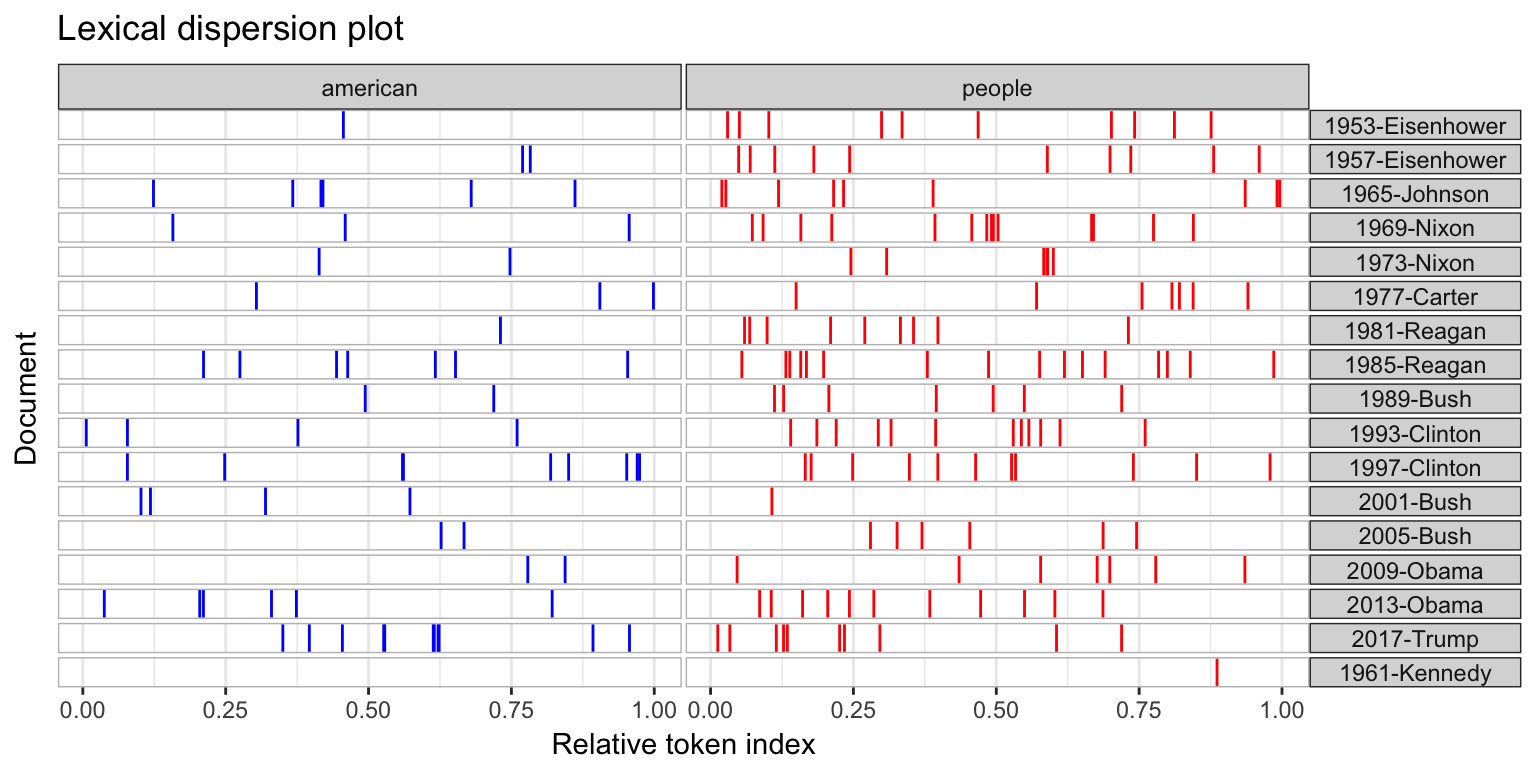 Lexical dispersion plot
american people
1953-Eisenhower
1957-Eisenhower
1965-Johnson
1969-Nixon
1973-Nixon
1977-Carter
1981-Reagan
1985-Reagan
1989-Bush
1993-Clinton
1997-Clinton
2001-Bush
2005-Bush
2009-Obama
2013-Obama
2017-Trump
1961-Kennedy
Document
0.00 0.25 0.50 0.75 1.00 0.00 0.25 0.50 0.75 1.00
Relative token index